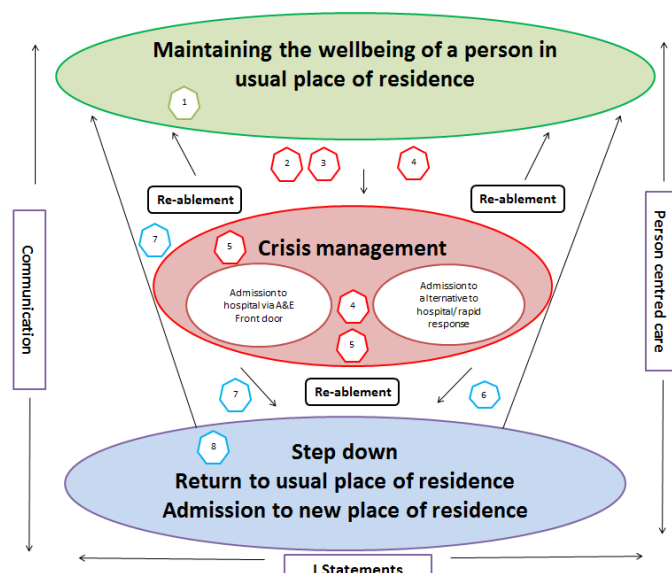 Maintaining the wellbeing of a person in
usual place of residence
1
2
3
4
Re-ablement
Re-ablement
Communication
Person centred care
7
5
Crisis management
Admission to
hospital via A&E
Front door
4
Admission to
alternative to
hospital/rapid
response
5
Re-ablement
7
6
8
Step down
Return to usual place of residence
Admission to new place of residence
I Statements